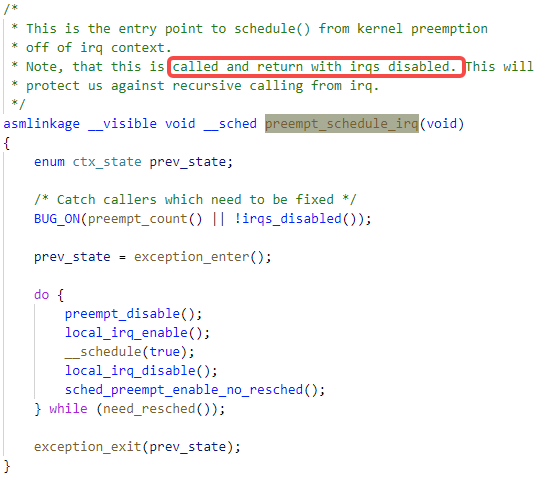 /*
 * This is the entry point to schedule() from kernel preemption
 * off of irq context.
 * Note, that this is called and return with irqs disabled. This will
 * protect us against recursive calling from irq.
 */
asmlinkage __visible void __sched preempt_schedule_irq(void)
{
    enum ctx_state prev_state;

    /* Catch callers which need to be fixed */
    BUG_ON(preempt_count() || !irqs_disabled());

    prev_state = exception_enter();

    do {
        preempt_disable();
        local_irq_enable();
        __schedule(true);
        local_irq_disable();
        sched_preempt_enable_no_resched();
    } while (need_resched());

    exception_exit(prev_state);
}